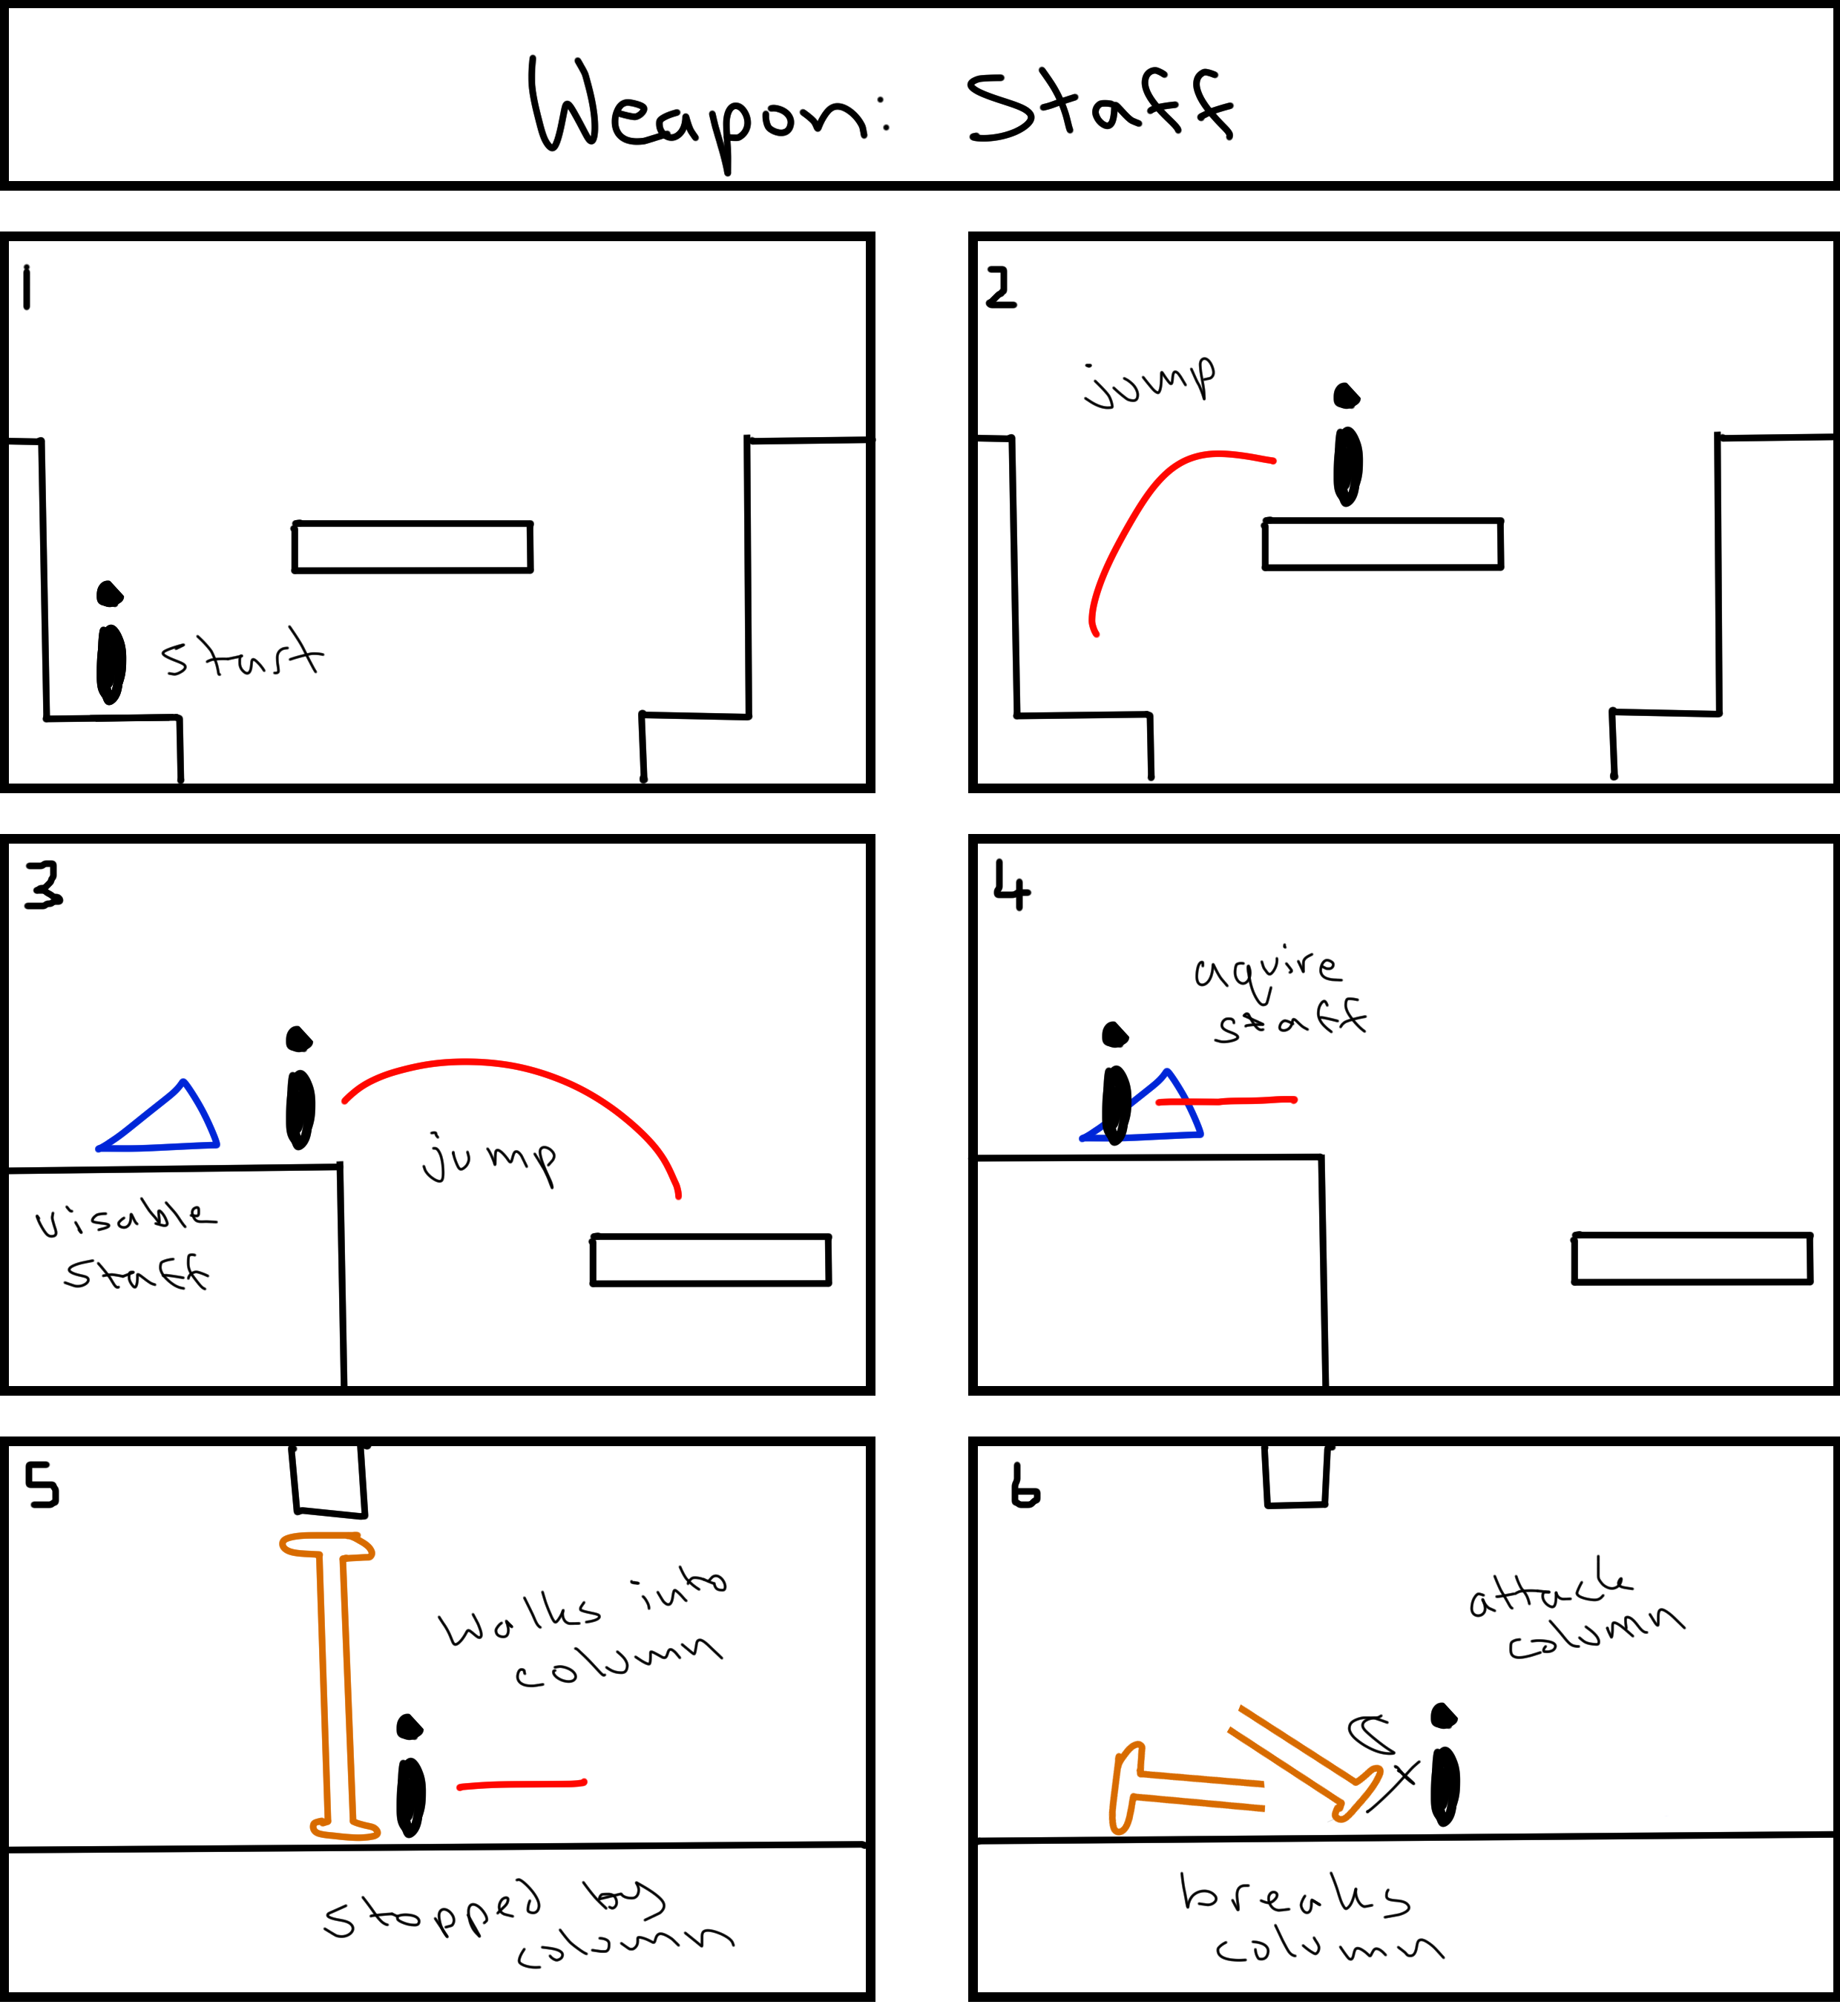 Weapon: Staff
1
start
2
jump
3
jump
visable
staff
4
acquire
staff
5
walks into
column
stopped by
column
6
attack
column
breaks
column